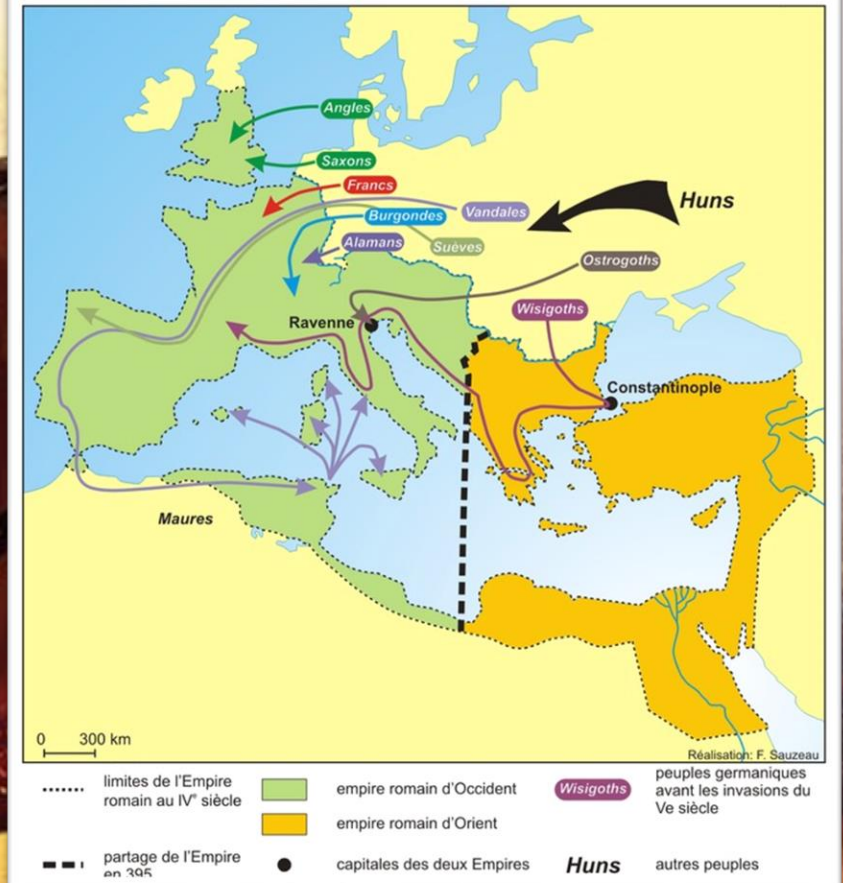 Angles
Saxons
Francs
Vandales
Huns
Burgondes
Alamans
Suèves
Ostrogoths
Wisigoths
Ravenne
Constantinople
Maures
0 300 km
Réalisation: F. Sauzeau
limites de l'Empire
romain au IVe siècle
partage de l'Empire
en 395
empire romain d'Occident
empire romain d'Orient
capitales des deux Empires
Wisigoths
peuples germaniques
avant les invasions du
Ve siècle
Huns
autres peuples